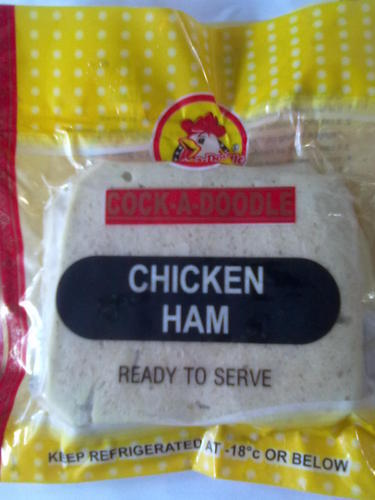 COCK-A-DOODLE
CHICKEN
HAM
READY TO SERVE
KEEP REFRIGERATED AT -18°c OR BELOW